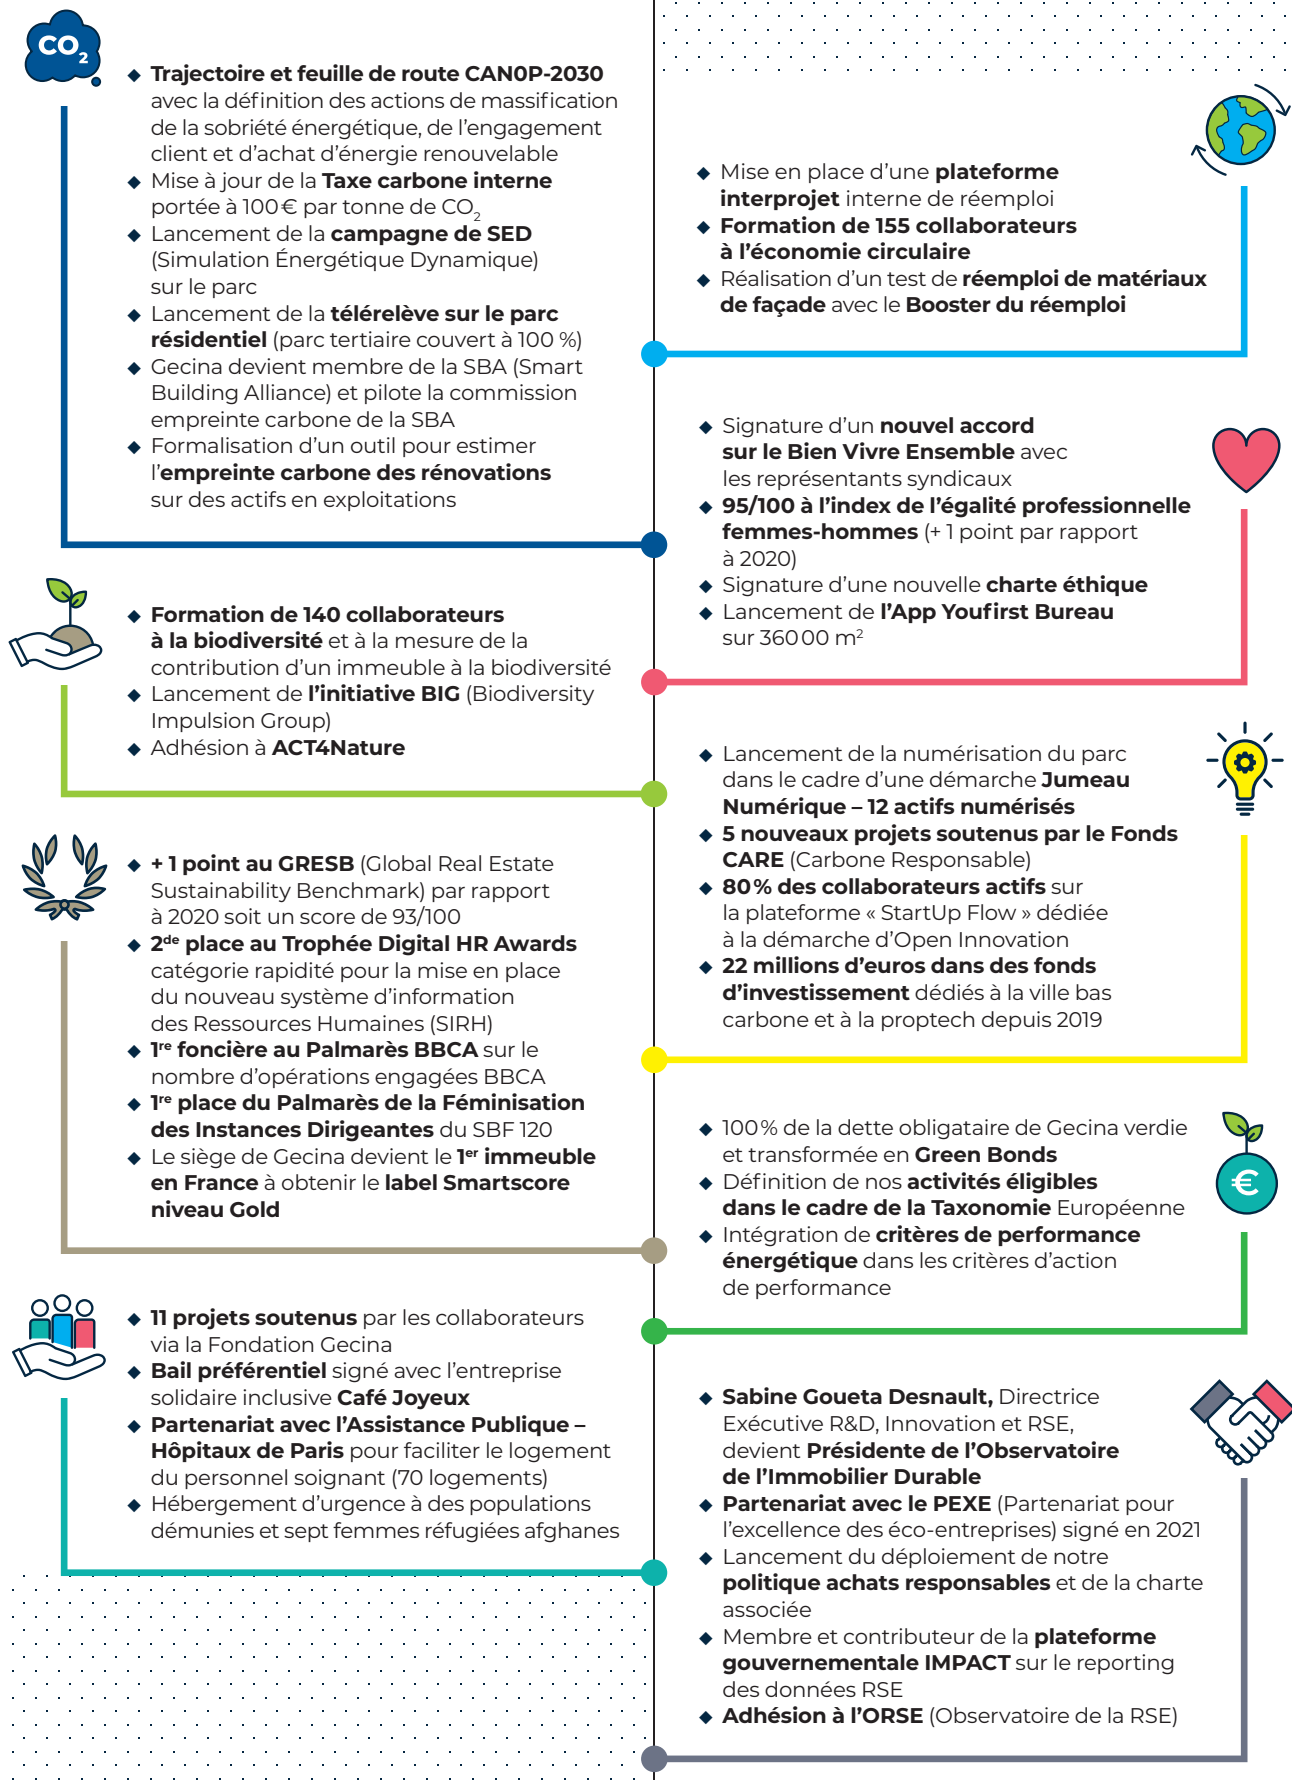 CO2
◆ Trajectoire et feuille de route CAN0P-2030
avec la définition des actions de massification
de la sobriété énergétique, de l’engagement
client et d’achat d’énergie renouvelable
◆ Mise à jour de la Taxe carbone interne
portée à 100 € par tonne de CO2
◆ Lancement de la campagne de SED
(Simulation Énergétique Dynamique)
sur le parc
◆ Lancement de la télérelève sur le parc
résidentiel (parc tertiaire couvert à 100 %)
◆ Gecina devient membre de la SBA (Smart
Building Alliance) et pilote la commission
empreinte carbone de la SBA
◆ Formalisation d’un outil pour estimer
l’empreinte carbone des rénovations
sur des actifs en exploitations
◆ Formation de 140 collaborateurs
à la biodiversité et à la mesure de la
contribution d’un immeuble à la biodiversité
◆ Lancement de l’initiative BIG (Biodiversity
Impulsion Group)
◆ Adhésion à ACT4Nature
◆ + 1 point au GRESB (Global Real Estate
Sustainability Benchmark) par rapport
à 2020 soit un score de 93/100
◆ 2de place au Trophée Digital HR Awards
catégorie rapidité pour la mise en place
du nouveau système d’information
des Ressources Humaines (SIRH)
◆ 1re foncière au Palmarès BBCA sur le
nombre d’opérations engagées BBCA
◆ 1re place du Palmarès de la Féminisation
des Instances Dirigeantes du SBF 120
◆ Le siège de Gecina devient le 1er immeuble
en France à obtenir le label Smartscore
niveau Gold
◆ 11 projets soutenus par les collaborateurs
via la Fondation Gecina
◆ Bail préférentiel signé avec l’entreprise
solidaire inclusive Café Joyeux
◆ Partenariat avec l’Assistance Publique –
Hôpitaux de Paris pour faciliter le logement
du personnel soignant (70 logements)
◆ Hébergement d’urgence à des populations
démunies et sept femmes réfugiées afghanes
◆ Mise en place d’une plateforme
interprojet interne de réemploi
◆ Formation de 155 collaborateurs
à l’économie circulaire
◆ Réalisation d’un test de réemploi de matériaux
de façade avec le Booster du réemploi
◆ Signature d’un nouvel accord
sur le Bien Vivre Ensemble avec
les représentants syndicaux
◆ 95/100 à l’index de l’égalité professionnelle
femmes-hommes (+ 1 point par rapport
à 2020)
◆ Signature d’une nouvelle charte éthique
◆ Lancement de l’App Youfirst Bureau
sur 36 000 m²
◆ Lancement de la numérisation du parc
dans le cadre d’une démarche Jumeau
Numérique – 12 actifs numérisés
◆ 5 nouveaux projets soutenus par le Fonds
CARE (Carbone Responsable)
◆ 80 % des collaborateurs actifs sur
la plateforme « StartUp Flow » dédiée
à la démarche d’Open Innovation
◆ 22 millions d’euros dans des fonds
d’investissement dédiés à la ville bas
carbone et à la proptech depuis 2019
◆ 100 % de la dette obligataire de Gecina verdie
et transformée en Green Bonds
◆ Définition de nos activités éligibles
dans le cadre de la Taxonomie Européenne
◆ Intégration de critères de performance
énergétique dans les critères d’action
de performance
€
◆ Sabine Goueta Desnault, Directrice
Exécutive R&D, Innovation et RSE,
devient Présidente de l’Observatoire
de l’Immobilier Durable
◆ Partenariat avec le PEXE (Partenariat pour
l’excellence des éco-entreprises) signé en 2021
◆ Lancement du déploiement de notre
politique achats responsables et de la charte
associée
◆ Membre et contributeur de la plateforme
gouvernementale IMPACT sur le reporting
des données RSE
◆ Adhésion à l’ORSE (Observatoire de la RSE)